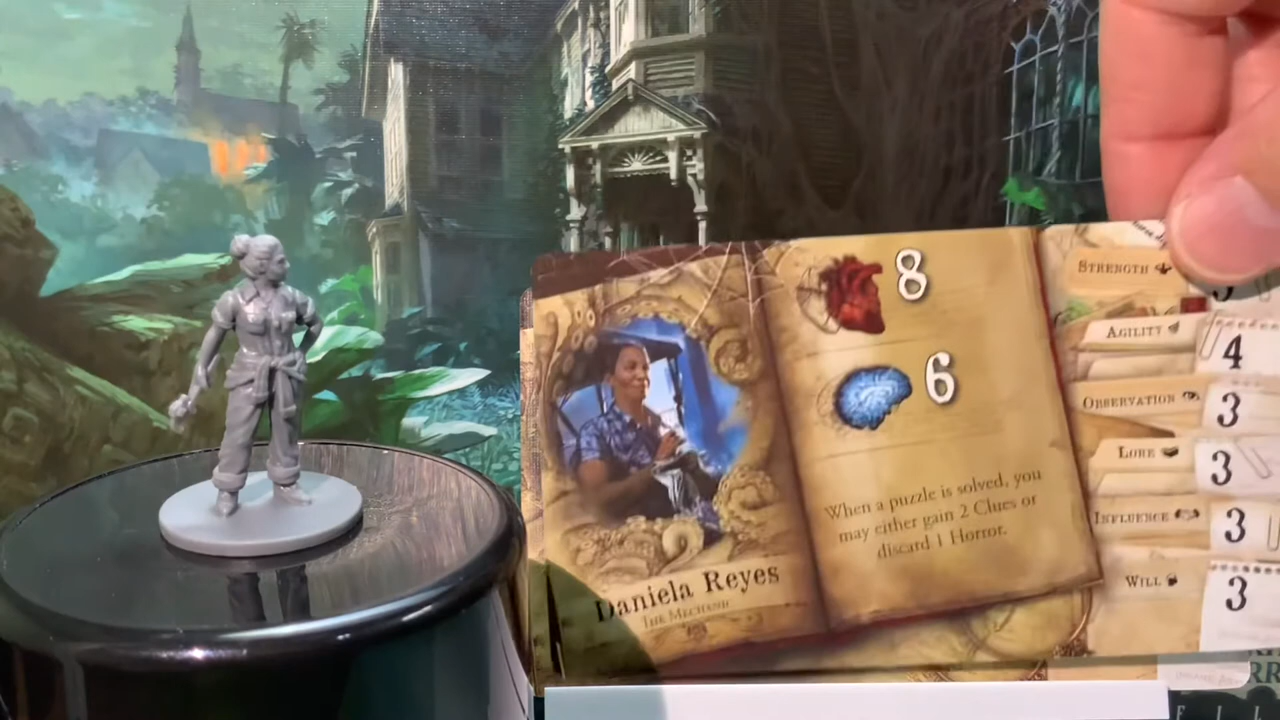 8
6
When a puzzle is solved, you
may either gain 2 Clues or
discard 1 Horror.
Daniela Reyes
The Mechanic
Strength
Agility 4
Observation 3
Lore 3
Influence 3
Will 3